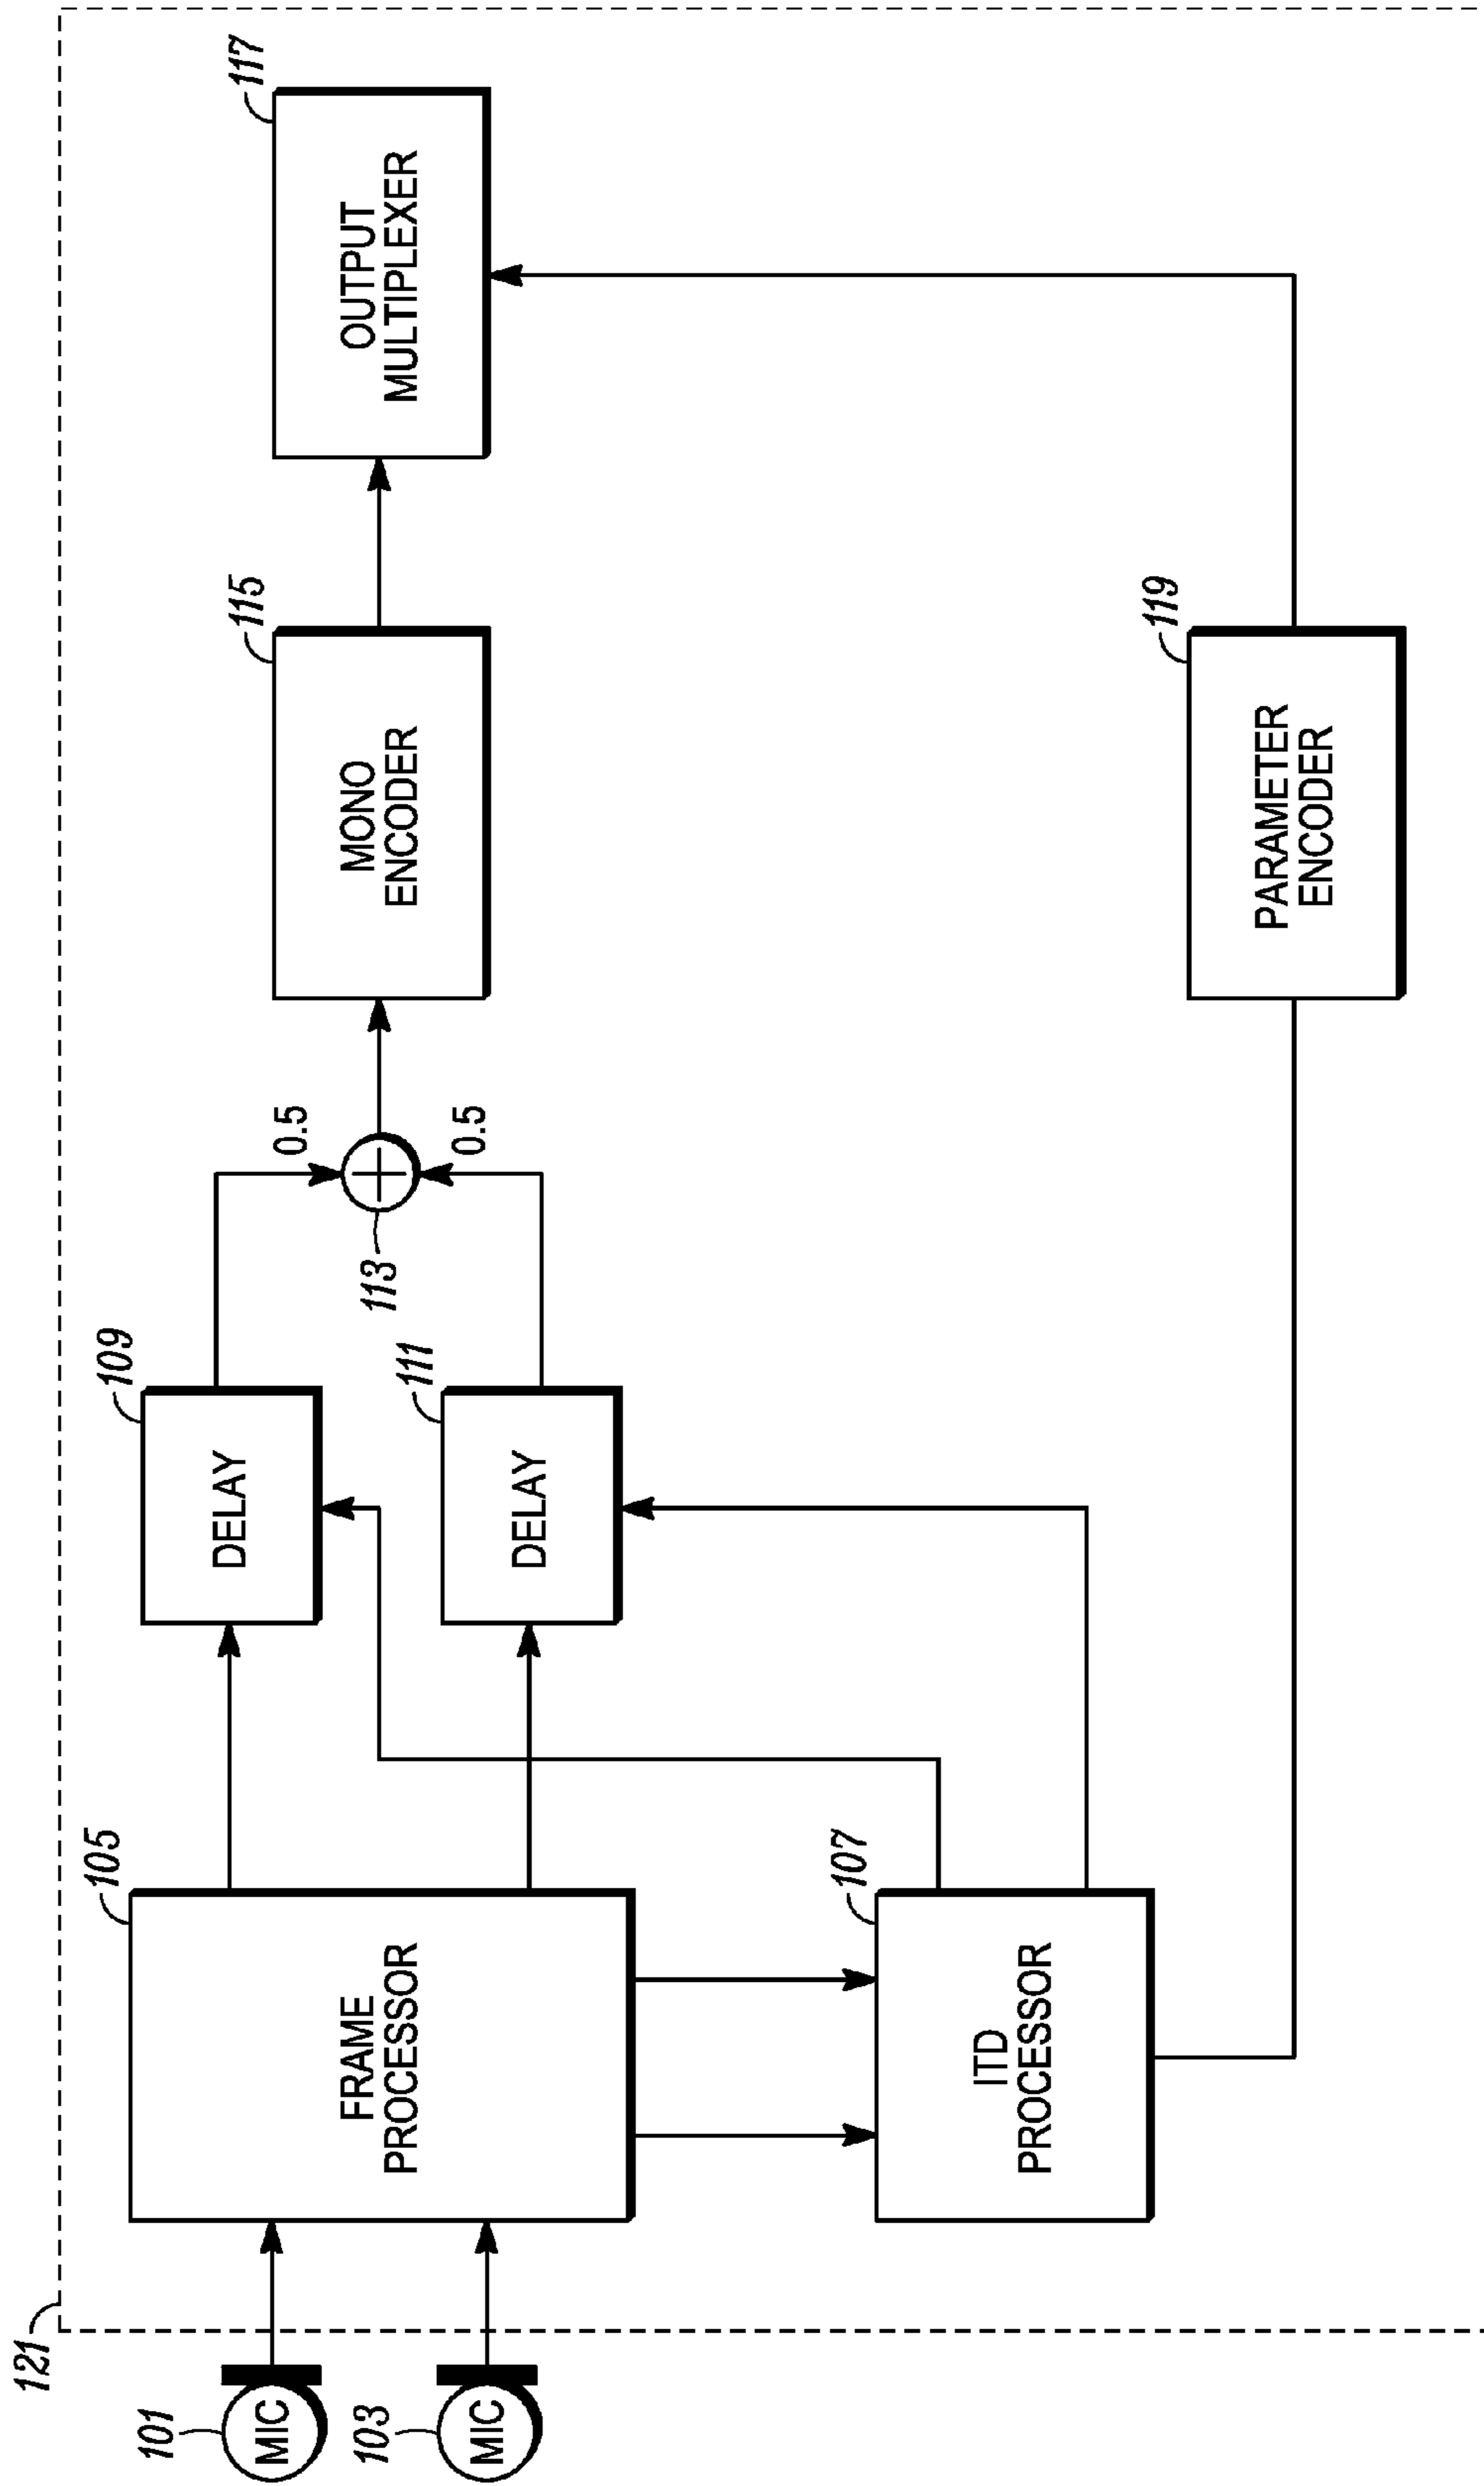 121
101
MIC
103
MIC
105
FRAME
PROCESSOR
107
ITD
PROCESSOR
109
DELAY
111
DELAY
0.5
113
0.5
115
MONO
ENCODER
117
OUTPUT
MULTIPLEXER
119
PARAMETER
ENCODER